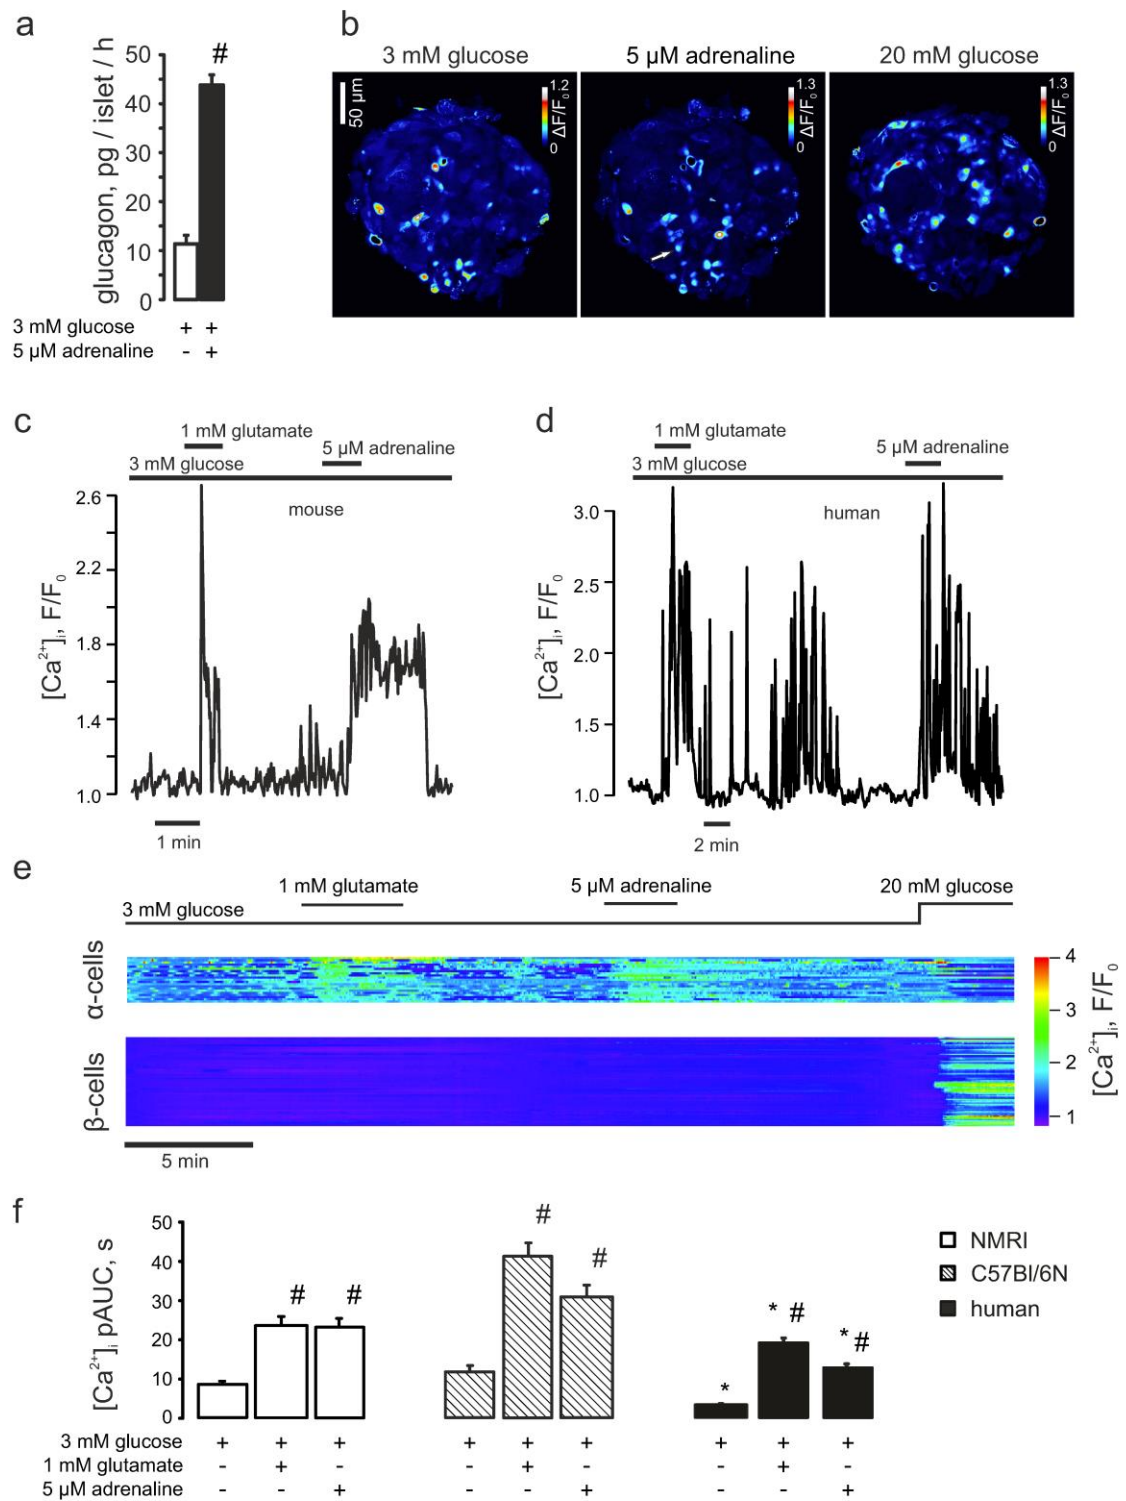 a
50
40
30
20
10
0
glucagon, pg / islet / h
#
3 mM glucose + +
5 µM adrenaline - +
b
3 mM glucose 5 µM adrenaline 20 mM glucose
50 µm
1.2
0
ΔF/F₀
1.3
0
ΔF/F₀
1.3
0
ΔF/F₀
c
1 mM glutamate
5 µM adrenaline
3 mM glucose
mouse
2.6
2.2
1.8
1.4
1.0
[Ca²⁺]ᵢ, F/F₀
1 min
d
1 mM glutamate
5 µM adrenaline
3 mM glucose
human
3.0
2.5
2.0
1.5
1.0
[Ca²⁺]ᵢ, F/F₀
2 min
e
1 mM glutamate 5 µM adrenaline 20 mM glucose
3 mM glucose
α-cells
β-cells
4
3
2
1
[Ca²⁺]ᵢ, F/F₀
5 min
f
50
40
30
20
10
0
[Ca²⁺]ᵢ pAUC, s
# #
# #
* * # * #
NMRI
C57Bl/6N
human
3 mM glucose + + + + + + + + +
1 mM glutamate - + - - + - - + -
5 µM adrenaline - - + - - + - - +